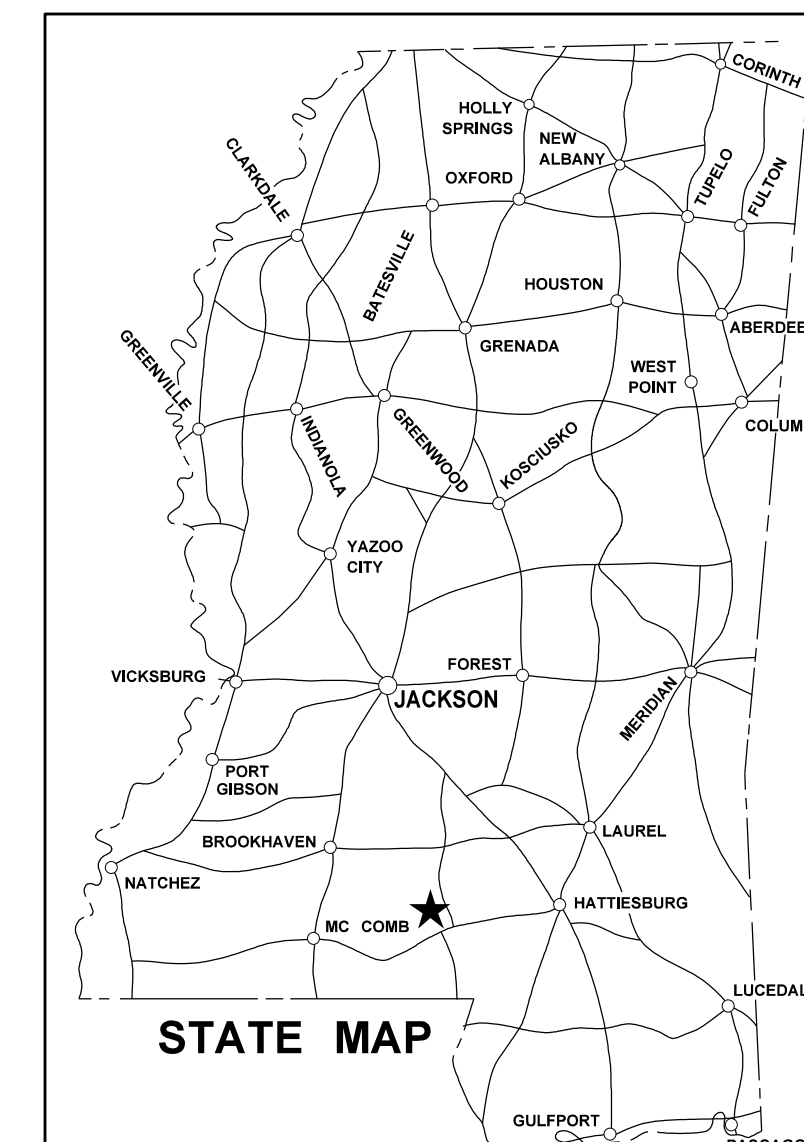 CORINTH
HOLLY
SPRINGS
NEW
ALBANY
CLARKDALE
OXFORD
TUPELO
FULTON
BATESVILLE
HOUSTON
ABERDEE
GREENVILLE
GRENADA
WEST
POINT
COLUM
INDIANOLA
GREENWOOD
KOSCIUSKO
YAZOO
CITY
VICKSBURG
FOREST
JACKSON
MERIDIAN
PORT
GIBSON
BROOKHAVEN
LAUREL
NATCHEZ
HATTIESBURG
MC COMB
LUCEDAL
STATE MAP
GULFPORT